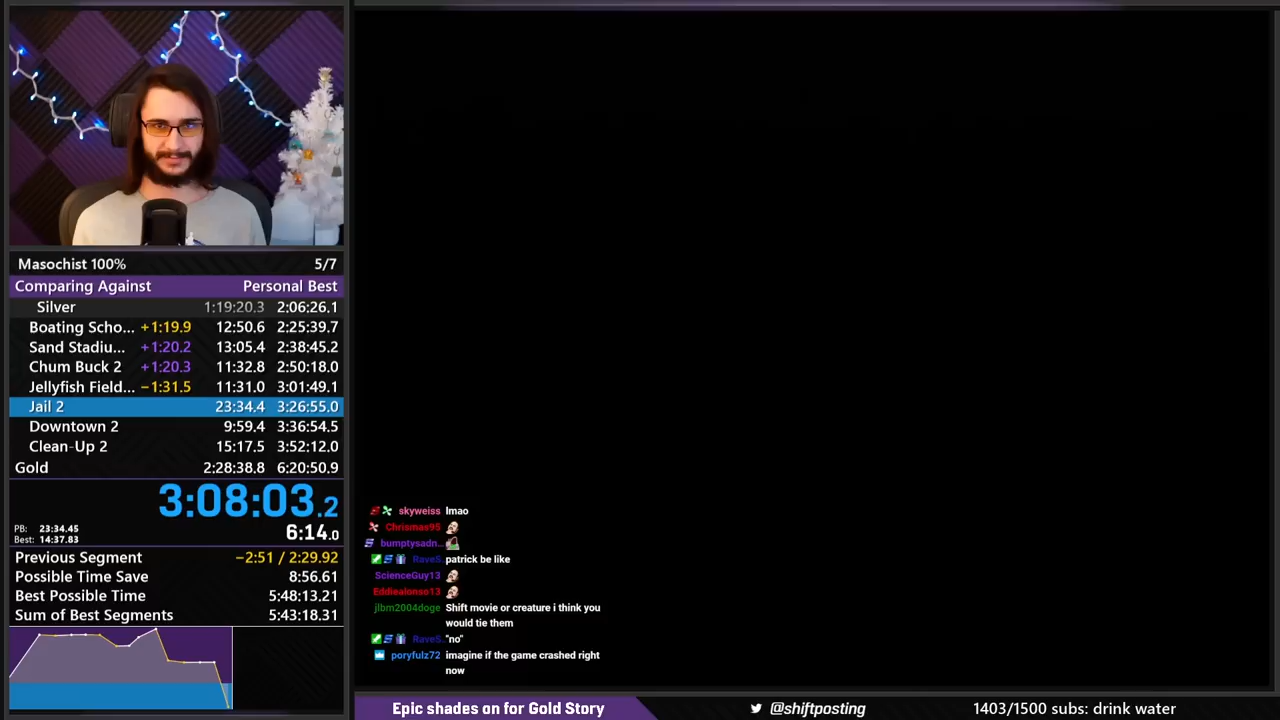 Masochist 100% 5/7
Comparing Against Personal Best
Silver 1:19:20.3 2:06:26.1
Boating Scho... +1:19.9 12:50.6 2:25:39.7
Sand Stadiu... +1:20.2 13:05.4 2:38:45.2
Chum Buck 2 +1:20.3 11:32.8 2:50:18.0
Jellyfish Field... −1:31.5 11:31.0 3:01:49.1
Jail 2 23:34.4 3:26:55.0
Downtown 2 9:59.4 3:36:54.5
Clean-Up 2 15:17.5 3:52:12.0
Gold 2:28:38.8 6:20:50.9
3:08:03.2
PB: 23:34.45
Best: 14:37.83
6:14.0
Previous Segment −2:51 / 2:29.92
Possible Time Save 8:56.61
Best Possible Time 5:48:13.21
Sum of Best Segments 5:43:18.31
skyweiss lmao
Chrismas95
bumptysadn...
RaveS. patrick be like
ScienceGuy13
Eddiealonso13
jlbm2004doge Shift movie or creature i think you
would tie them
RaveS. "no"
poryfulz72 imagine if the game crashed right
now
Epic shades on for Gold Story
@shiftposting
1403/1500 subs: drink water